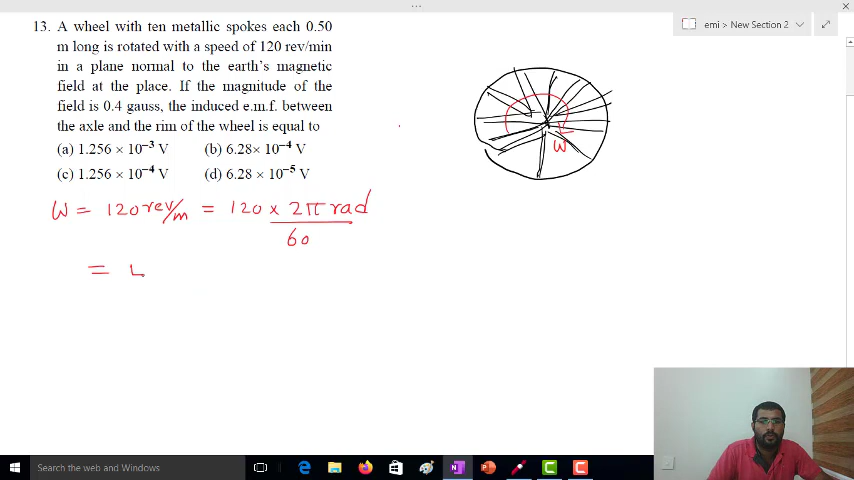 emi > New Section 2
13. A wheel with ten metallic spokes each 0.50
m long is rotated with a speed of 120 rev/min
in a plane normal to the earth's magnetic
field at the place. If the magnitude of the
field is 0.4 gauss, the induced e.m.f. between
the axle and the rim of the wheel is equal to
(a) 1.256 × 10⁻³ V (b) 6.28× 10⁻⁴ V
(c) 1.256 × 10⁻⁴ V (d) 6.28 × 10⁻⁵ V
W
W = 120 rev/m = 120 × 2π rad
60
= 4
Search the web and Windows